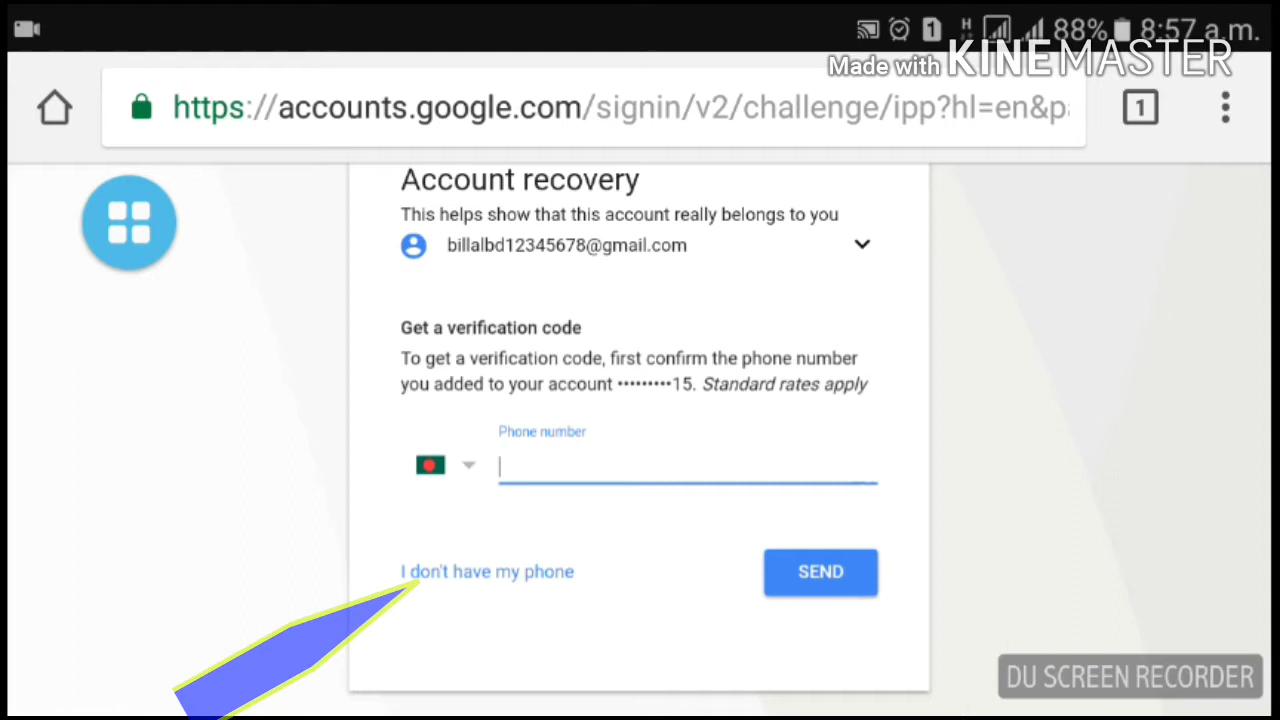 H 88% 8:57 a.m.
Made with KINEMASTER
https://accounts.google.com/signin/v2/challenge/ipp?hl=en&pa
1
Account recovery
This helps show that this account really belongs to you
billalbd12345678@gmail.com
Get a verification code
To get a verification code, first confirm the phone number
you added to your account •••••••••15. Standard rates apply
Phone number
I don't have my phone
SEND
DU SCREEN RECORDER